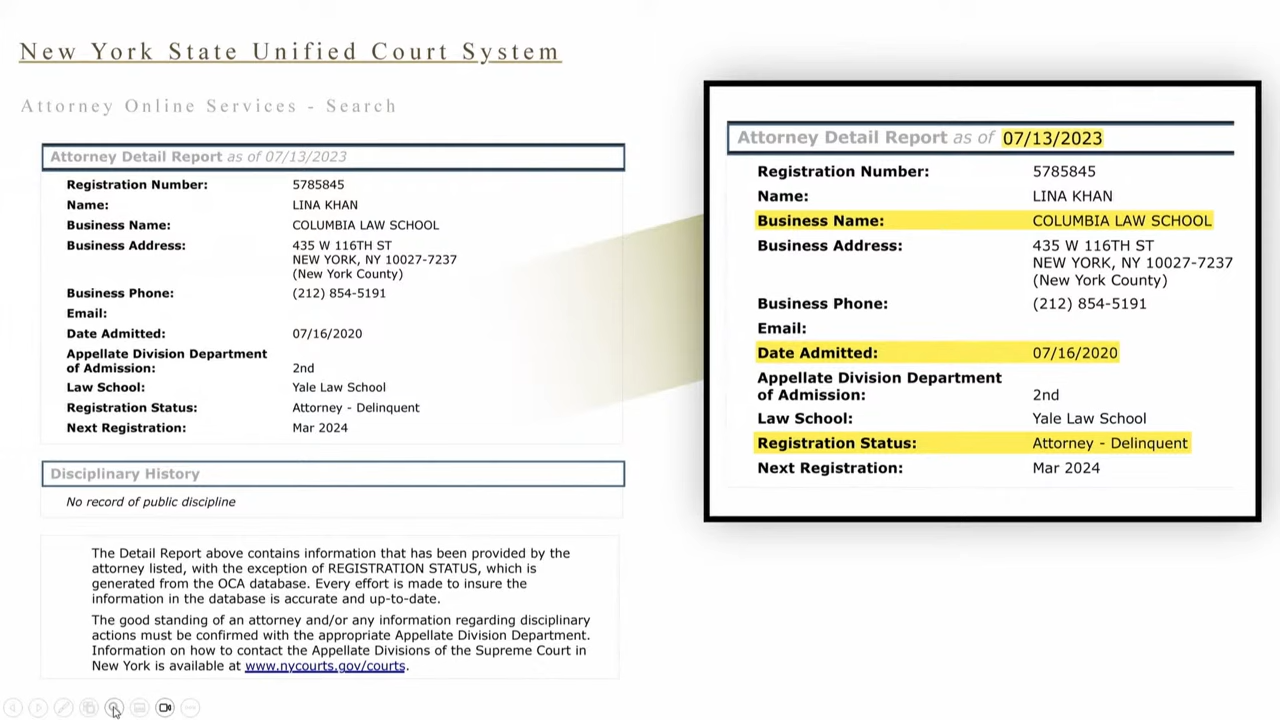 New York State Unified Court System
Attorney Online Services - Search
Attorney Detail Report as of 07/13/2023
Registration Number: 5785845
Name: LINA KHAN
Business Name: COLUMBIA LAW SCHOOL
Business Address: 435 W 116TH ST
NEW YORK, NY 10027-7237
(New York County)
Business Phone: (212) 854-5191
Email:
Date Admitted: 07/16/2020
Appellate Division Department
of Admission: 2nd
Law School: Yale Law School
Registration Status: Attorney - Delinquent
Next Registration: Mar 2024
Disciplinary History
No record of public discipline
The Detail Report above contains information that has been provided by the
attorney listed, with the exception of REGISTRATION STATUS, which is
generated from the OCA database. Every effort is made to insure the
information in the database is accurate and up-to-date.
The good standing of an attorney and/or any information regarding disciplinary
actions must be confirmed with the appropriate Appellate Division Department.
Information on how to contact the Appellate Divisions of the Supreme Court in
New York is available at www.nycourts.gov/courts.
Attorney Detail Report as of 07/13/2023
Registration Number: 5785845
Name: LINA KHAN
Business Name: COLUMBIA LAW SCHOOL
Business Address: 435 W 116TH ST
NEW YORK, NY 10027-7237
(New York County)
Business Phone: (212) 854-5191
Email:
Date Admitted: 07/16/2020
Appellate Division Department
of Admission: 2nd
Law School: Yale Law School
Registration Status: Attorney - Delinquent
Next Registration: Mar 2024